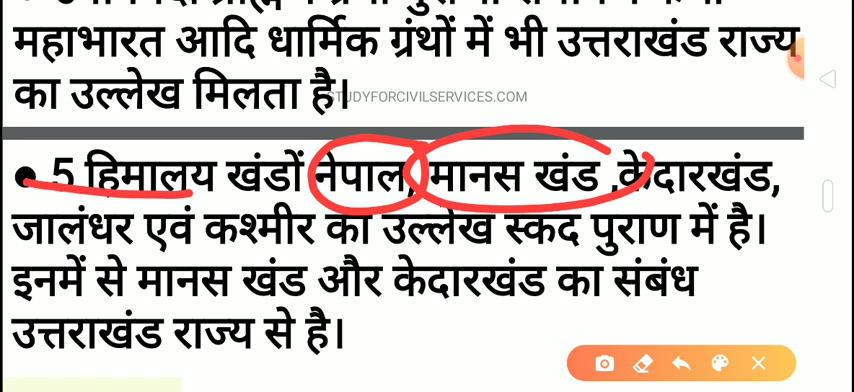 महाभारत आदि धार्मिक ग्रंथों में भी उत्तराखंड राज्य
का उल्लेख मिलता है।
STUDYFORCIVILSERVICES.COM
● 5 हिमालय खंडों नेपाल, मानस खंड ,केदारखंड,
जालंधर एवं कश्मीर का उल्लेख स्कद पुराण में है।
इनमें से मानस खंड और केदारखंड का संबंध
उत्तराखंड राज्य से है।